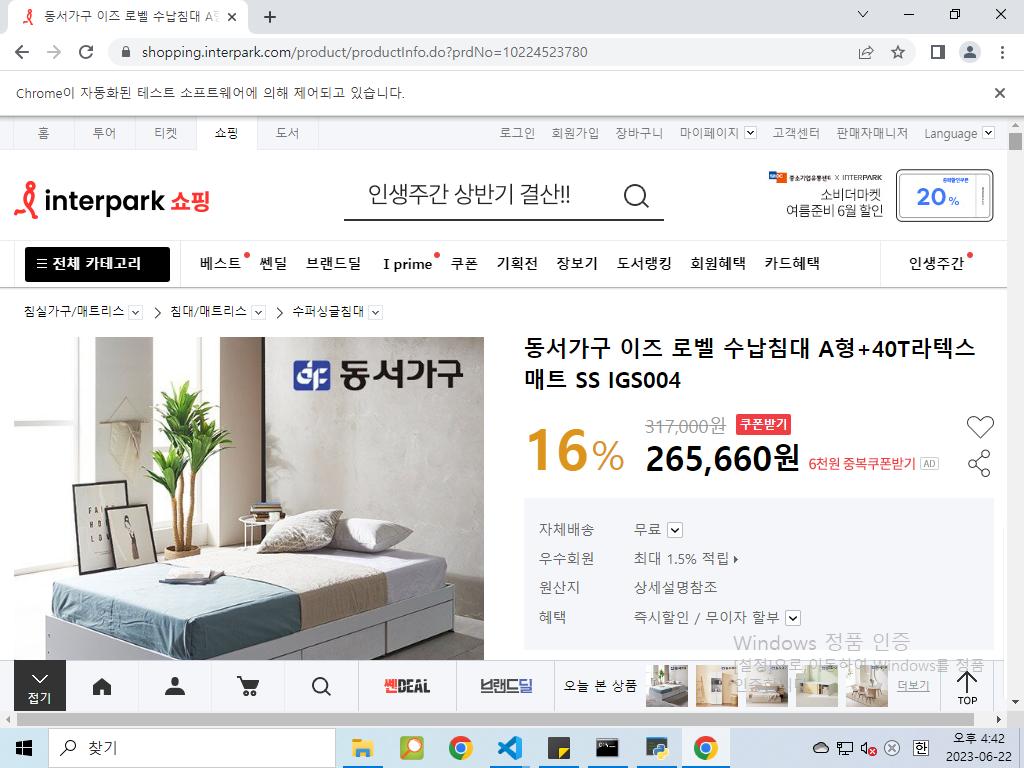 동서가구 이즈 로벨 수납침대 A형
shopping.interpark.com/product/productInfo.do?prdNo=10224523780
Chrome이 자동화된 테스트 소프트웨어에 의해 제어되고 있습니다.
홈 투어 티켓 쇼핑 도서 로그인 회원가입 장바구니 마이페이지 고객센터 판매자매니저 Language
interpark 쇼핑
인생주간 상반기 결산!!
중소기업유통센터 X INTERPARK
소비더마켓
여름준비 6월 할인
20%
전체 카테고리 베스트 쎈딜 브랜드딜 I prime 쿠폰 기획전 장보기 도서랭킹 회원혜택 카드혜택 인생주간
침실가구/매트리스 침대/매트리스 수퍼싱글침대
동서가구
동서가구 이즈 로벨 수납침대 A형+40T라텍스
매트 SS IGS004
16% 317,000원 쿠폰받기
265,660원 6천원 중복쿠폰받기 AD
자체배송 무료
우수회원 최대 1.5% 적립
원산지 상세설명참조
혜택 즉시할인 / 무이자 할부
Windows 정품 인증
[설정]으로 이동하여 Windows를 정품
접기 쎈DEAL 브랜드딜 오늘 본 상품 더보기 TOP
찾기
한
오후 4:42
2023-06-22